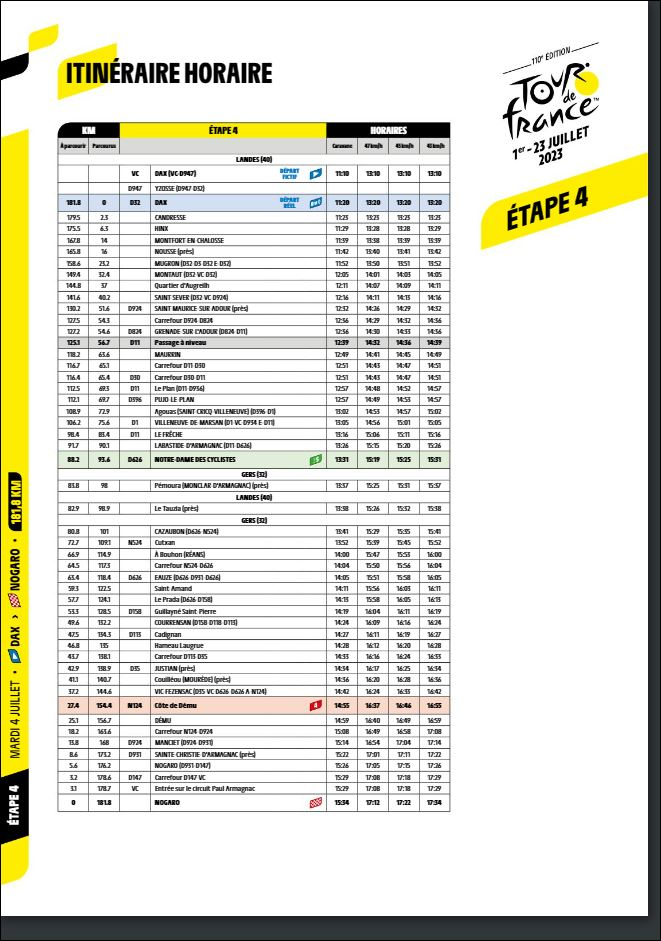 ITINÉRAIRE HORAIRE
110e ÉDITION
TOUR
de
france™
1er - 23 JUILLET
2023
ÉTAPE 4
KM ÉTAPE 4 HORAIRES
À parcourir Parcourus Caravane 47 km/h 45 km/h 43 km/h
LANDES (40)
VC DAX (VC-D947) DÉPART FICTIF 11:10 13:10 13:10 13:10
D947 YZOSSE (D947-D32)
181.8 0 D32 DAX DÉPART RÉEL 11:20 13:20 13:20 13:20
179.5 2.3 CANDRESSE 11:23 13:23 13:23 13:23
175.5 6.3 HINX 11:29 13:28 13:28 13:29
167.8 14 MONTFORT-EN-CHALOSSE 11:39 13:38 13:39 13:39
165.8 16 NOUSSE (près) 11:42 13:40 13:41 13:42
158.6 23.2 MUGRON (D32-D3-D32E-D32) 11:52 13:50 13:51 13:52
149.4 32.4 MONTAUT (D32-VC-D32) 12:05 14:01 14:03 14:05
144.8 37 Quartier d'Augreilh 12:11 14:07 14:09 14:11
141.6 40.2 SAINT-SEVER (D32-VC-D924) 12:16 14:11 14:13 14:16
130.2 51.6 D924 SAINT-MAURICE-SUR-ADOUR (près) 12:32 14:26 14:29 14:32
127.5 54.3 Carrefour D924-D824 12:36 14:29 14:32 14:36
127.2 54.6 D824 GRENADE-SUR-L'ADOUR (D824-D11) 12:36 14:30 14:33 14:36
125.1 56.7 D11 Passage à niveau 12:39 14:32 14:36 14:39
118.2 63.6 MAURRIN 12:49 14:41 14:45 14:49
116.7 65.1 Carrefour D11-D30 12:51 14:43 14:47 14:51
116.4 65.4 D30 Carrefour D30-D11 12:51 14:43 14:47 14:51
112.5 69.3 D11 Le Plan (D11-D936) 12:57 14:48 14:52 14:57
112.1 69.7 D396 PUJO-LE-PLAN 12:57 14:49 14:53 14:57
108.9 72.9 Agouas (SAINT-CRICQ-VILLENEUVE) (D396-D1) 13:02 14:53 14:57 15:02
106.2 75.6 D1 VILLENEUVE-DE-MARSAN (D1-VC-D934E-D11) 13:05 14:56 15:01 15:05
98.4 83.4 D11 LE FRÊCHE 13:16 15:06 15:11 15:16
91.7 90.1 LABASTIDE-D'ARMAGNAC (D11-D626) 13:26 15:15 15:20 15:26
88.2 93.6 D626 NOTRE-DAME DES CYCLISTES S 13:31 15:19 15:25 15:31
GERS (32)
83.8 98 Pémoura (MONCLAR-D'ARMAGNAC) (près) 13:37 15:25 15:31 15:37
LANDES (40)
82.9 98.9 Le Tauzia (près) 13:38 15:26 15:32 15:38
GERS (32)
80.8 101 CAZAUBON (D626-N524) 13:41 15:29 15:35 15:41
72.7 109.1 N524 Cutxan 13:52 15:39 15:45 15:52
66.9 114.9 À Bouhon (RÉANS) 14:00 15:47 15:53 16:00
64.5 117.3 Carrefour N524-D626 14:04 15:50 15:56 16:04
63.4 118.4 D626 EAUZE (D626-D931-D626) 14:05 15:51 15:58 16:05
59.3 122.5 Saint-Amand 14:11 15:56 16:03 16:11
57.7 124.1 Le Prada (D626-D158) 14:13 15:58 16:05 16:13
53.3 128.5 D158 Guillayné Saint-Pierre 14:19 16:04 16:11 16:19
49.6 132.2 COURRENSAN (D158-D118-D113) 14:24 16:09 16:16 16:24
47.5 134.3 D113 Cadignan 14:27 16:11 16:19 16:27
46.8 135 Hameau Laugrue 14:28 16:12 16:20 16:28
43.7 138.1 Carrefour D113-D35 14:33 16:16 16:24 16:33
42.9 138.9 D35 JUSTIAN (près) 14:34 16:17 16:25 16:34
41.1 140.7 Couilléou (MOURÈDE) (près) 14:36 16:20 16:28 16:36
37.2 144.6 VIC-FEZENSAC (D35-VC-D626-D626A-N124) 14:42 16:24 16:33 16:42
27.4 154.4 N124 Côte de Dému 4 14:55 16:37 16:46 16:55
25.1 156.7 DÉMU 14:59 16:40 16:49 16:59
18.2 163.6 Carrefour N124-D924 15:08 16:49 16:58 17:08
13.8 168 D924 MANCIET (D924-D931) 15:14 16:54 17:04 17:14
8.6 173.2 D931 SAINTE-CHRISTIE-D'ARMAGNAC (près) 15:22 17:01 17:11 17:22
5.6 176.2 NOGARO (D931-D147) 15:26 17:05 17:15 17:26
3.2 178.6 D147 Carrefour D147-VC 15:29 17:08 17:18 17:29
3.1 178.7 VC Entrée sur le circuit Paul Armagnac 15:29 17:08 17:18 17:29
0 181.8 NOGARO 15:34 17:12 17:22 17:34
ÉTAPE 4 MARDI 4 JUILLET • DAX > NOGARO • 181,8 KM